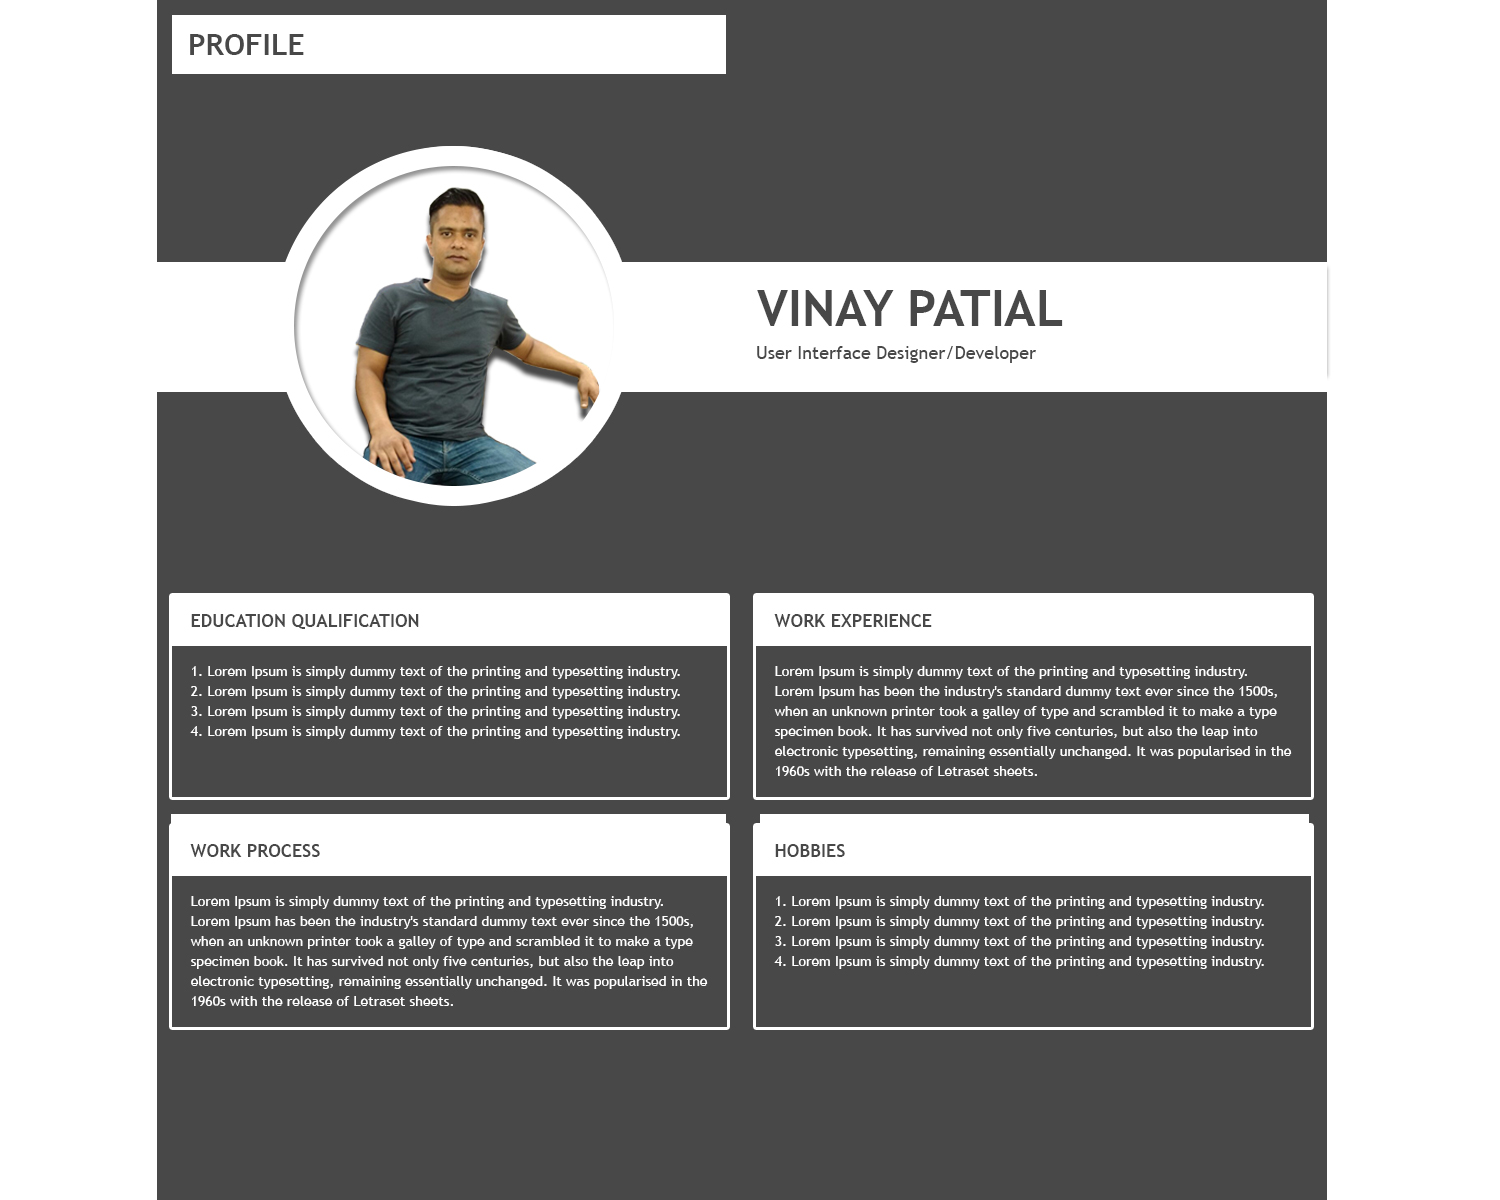 PROFILE
VINAY PATIAL
User Interface Designer/Developer
EDUCATION QUALIFICATION
1. Lorem Ipsum is simply dummy text of the printing and typesetting industry.
2. Lorem Ipsum is simply dummy text of the printing and typesetting industry.
3. Lorem Ipsum is simply dummy text of the printing and typesetting industry.
4. Lorem Ipsum is simply dummy text of the printing and typesetting industry.
WORK EXPERIENCE
Lorem Ipsum is simply dummy text of the printing and typesetting industry.
Lorem Ipsum has been the industry's standard dummy text ever since the 1500s,
when an unknown printer took a galley of type and scrambled it to make a type
specimen book. It has survived not only five centuries, but also the leap into
electronic typesetting, remaining essentially unchanged. It was popularised in the
1960s with the release of Letraset sheets.
WORK PROCESS
Lorem Ipsum is simply dummy text of the printing and typesetting industry.
Lorem Ipsum has been the industry's standard dummy text ever since the 1500s,
when an unknown printer took a galley of type and scrambled it to make a type
specimen book. It has survived not only five centuries, but also the leap into
electronic typesetting, remaining essentially unchanged. It was popularised in the
1960s with the release of Letraset sheets.
HOBBIES
1. Lorem Ipsum is simply dummy text of the printing and typesetting industry.
2. Lorem Ipsum is simply dummy text of the printing and typesetting industry.
3. Lorem Ipsum is simply dummy text of the printing and typesetting industry.
4. Lorem Ipsum is simply dummy text of the printing and typesetting industry.